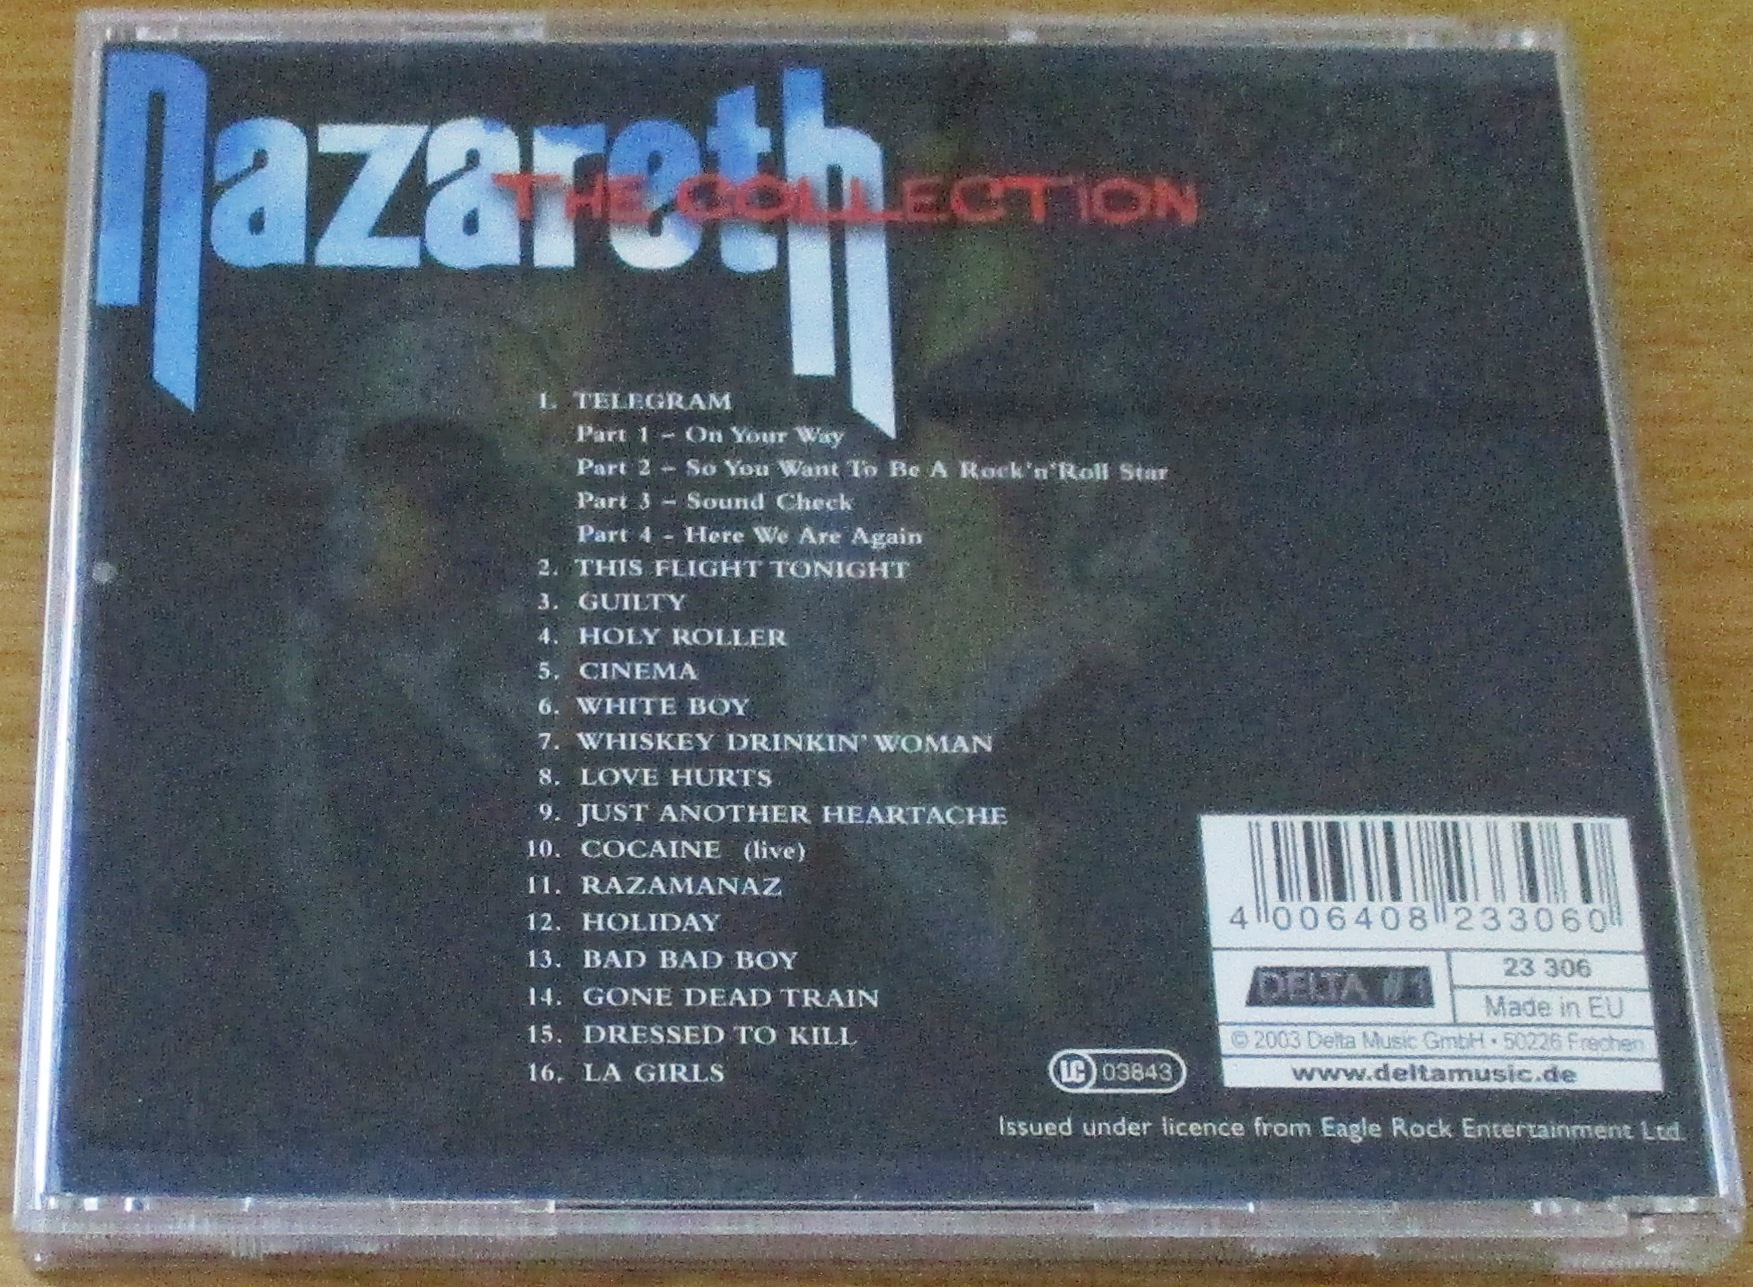 Nazareth
THE COLLECTION
1. TELEGRAM
Part 1 – On Your Way
Part 2 – So You Want To Be A Rock'n'Roll Star
Part 3 – Sound Check
Part 4 - Here We Are Again
2. THIS FLIGHT TONIGHT
3. GUILTY
4. HOLY ROLLER
5. CINEMA
6. WHITE BOY
7. WHISKEY DRINKIN' WOMAN
8. LOVE HURTS
9. JUST ANOTHER HEARTACHE
10. COCAINE (live)
11. RAZAMANAZ
12. HOLIDAY
13. BAD BAD BOY
14. GONE DEAD TRAIN
15. DRESSED TO KILL
16. LA GIRLS
4 006408 233060
DELTA #1
23 306
Made in EU
© 2003 Delta Music GmbH • 50226 Frechen
www.deltamusic.de
LC 03843
Issued under licence from Eagle Rock Entertainment Ltd.